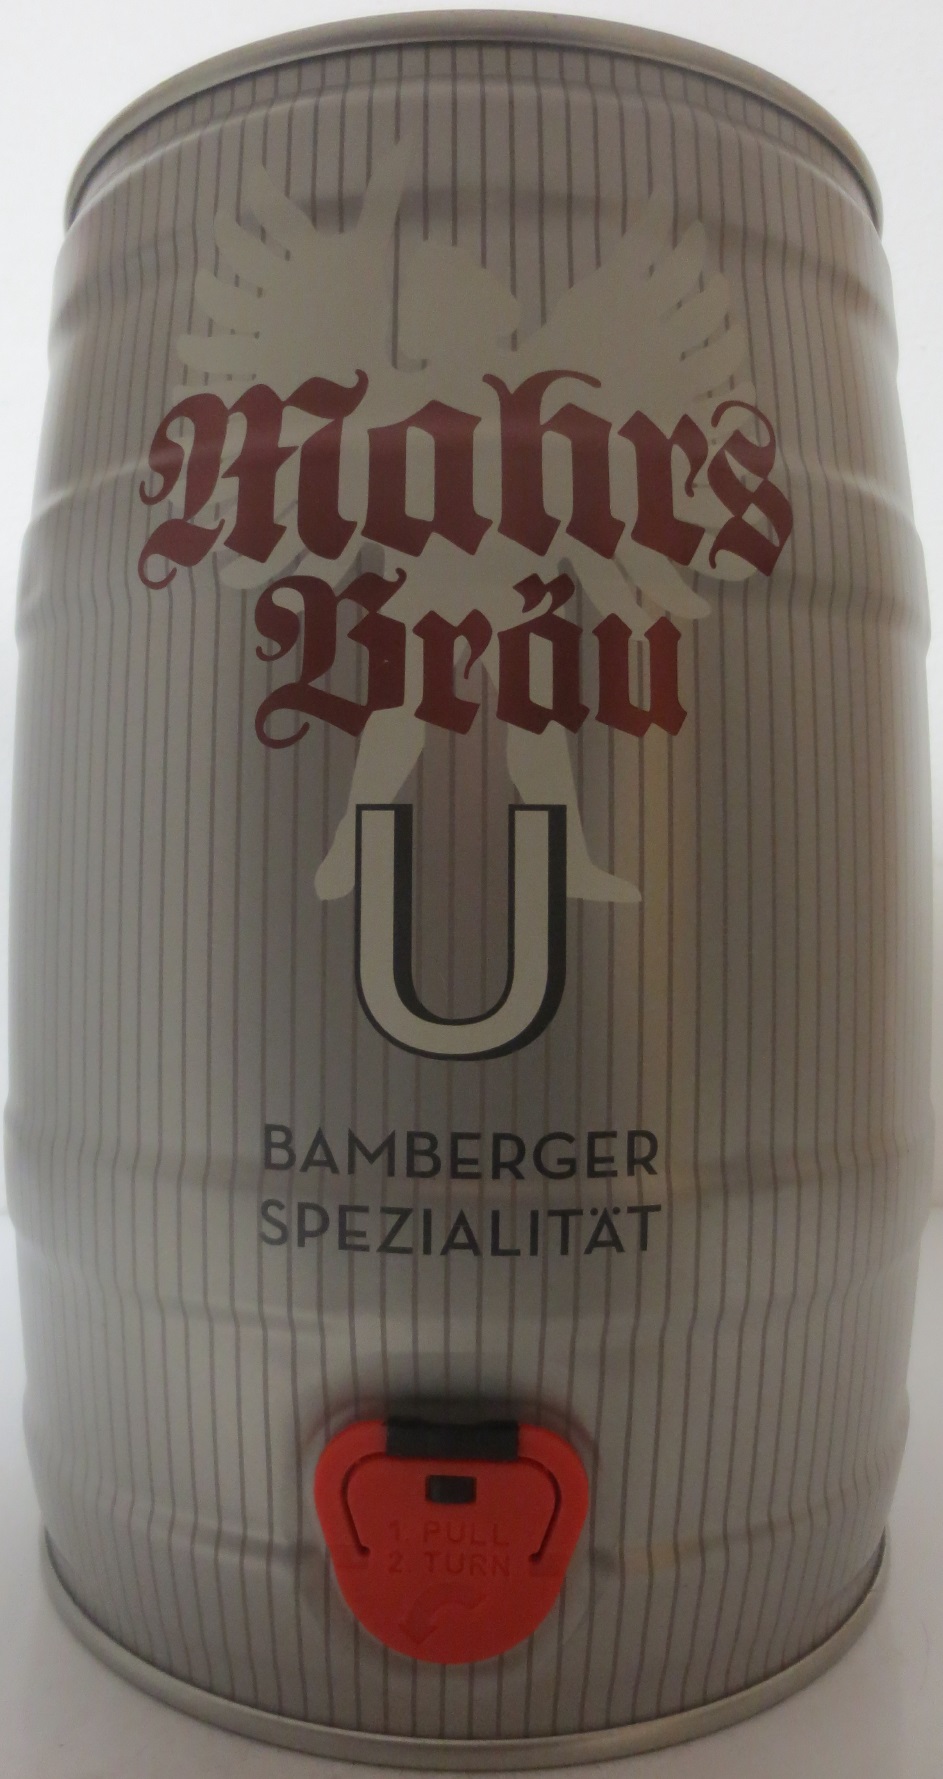 Mahrs
Bräu
U
BAMBERGER
SPEZIALITÄT
1. PULL
2. TURN